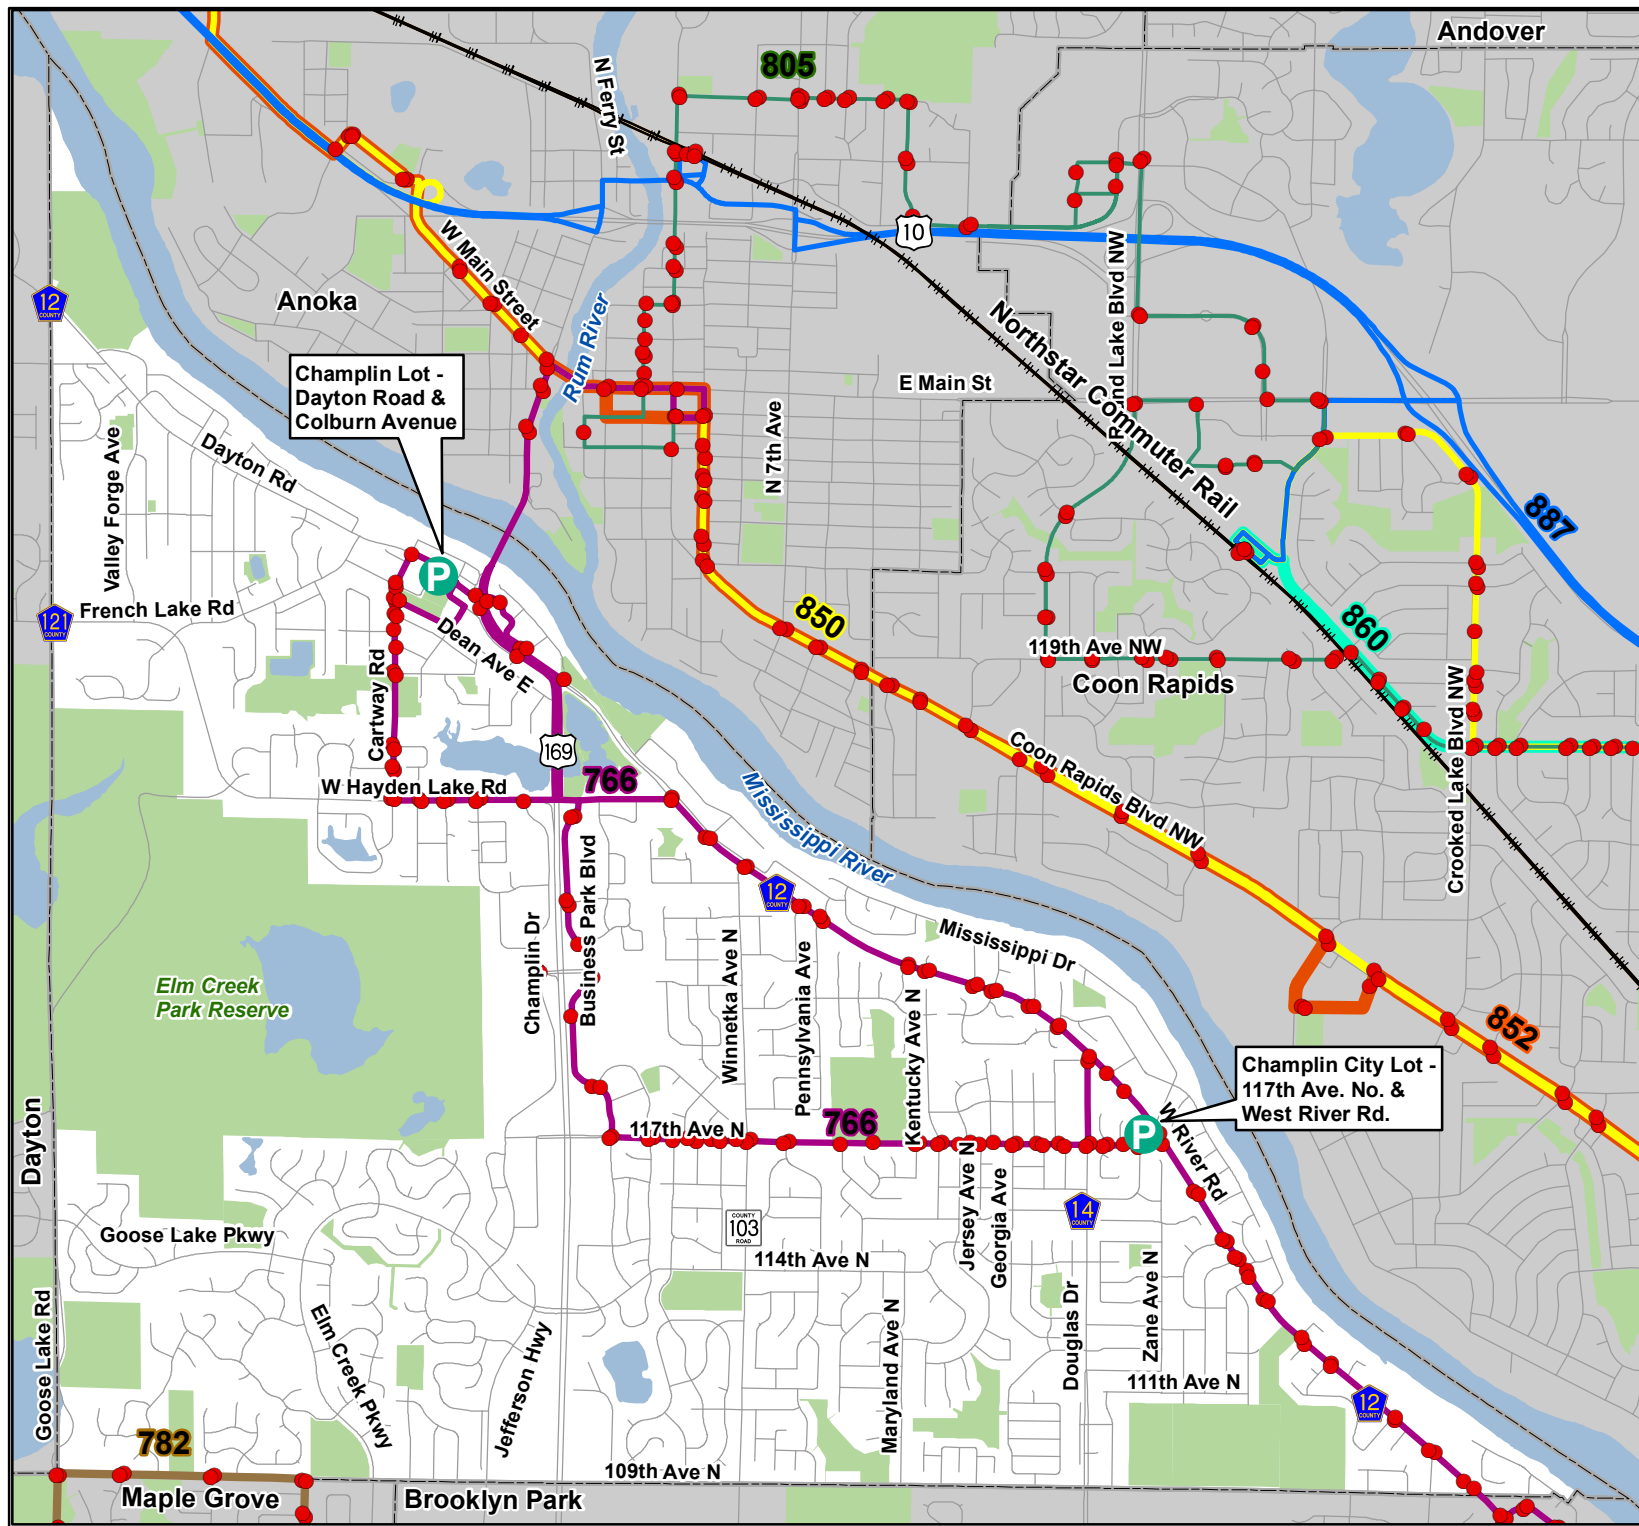 Andover
805
N Ferry St
10
W Main Street
Anoka
12
COUNTY
Rum River
Northstar Commuter Rail
Round Lake Blvd NW
E Main St
Champlin Lot -
Dayton Road &
Colburn Avenue
N 7th Ave
Dayton Rd
Valley Forge Ave
887
French Lake Rd
121
COUNTY
P
Dean Ave E
850
860
119th Ave NW
Coon Rapids
Cartway Rd
Crooked Lake Blvd NW
169
W Hayden Lake Rd
766
Coon Rapids Blvd NW
Mississippi River
12
COUNTY
Business Park Blvd
Champlin Dr
Mississippi Dr
Winnetka Ave N
Pennsylvania Ave
Kentucky Ave N
Elm Creek
Park Reserve
852
Champlin City Lot -
117th Ave. No. &
West River Rd.
Dayton
117th Ave N
766
P
W River Rd
Jersey Ave N
Georgia Ave
14
COUNTY
COUNTY
103
ROAD
Goose Lake Pkwy
114th Ave N
Goose Lake Rd
Elm Creek Pkwy
Jefferson Hwy
Maryland Ave N
Douglas Dr
Zane Ave N
111th Ave N
12
COUNTY
782
109th Ave N
Maple Grove
Brooklyn Park